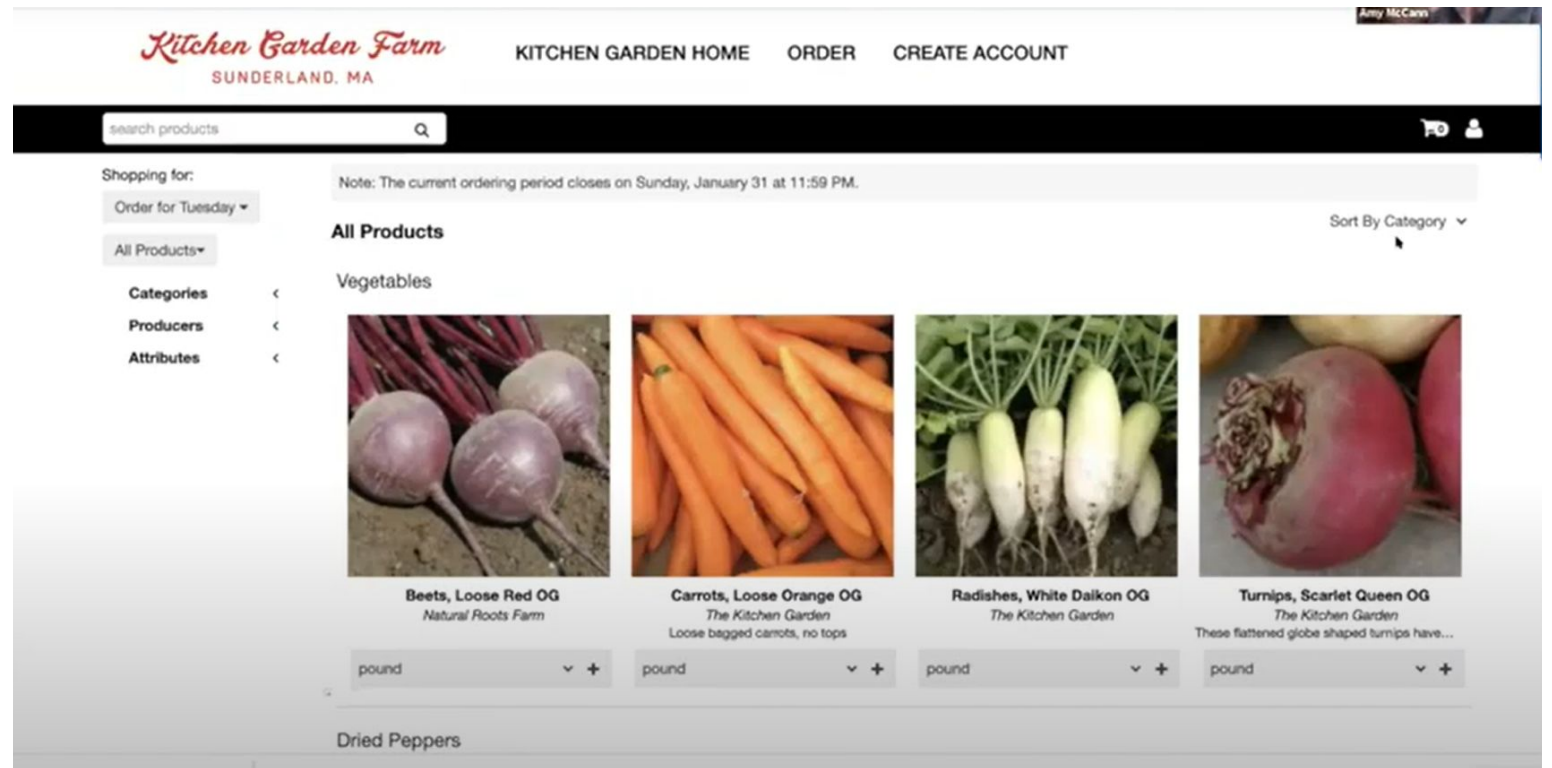 Amy McCann
Kitchen Garden Farm
SUNDERLAND, MA
KITCHEN GARDEN HOME
ORDER
CREATE ACCOUNT
search products
0
Shopping for:
Order for Tuesday
All Products
Categories
Producers
Attributes
Note: The current ordering period closes on Sunday, January 31 at 11:59 PM.
All Products
Sort By Category
Vegetables
Beets, Loose Red OG
Natural Roots Farm
pound
Carrots, Loose Orange OG
The Kitchen Garden
Loose bagged carrots, no tops
pound
Radishes, White Daikon OG
The Kitchen Garden
pound
Turnips, Scarlet Queen OG
The Kitchen Garden
These flattened globe shaped turnips have...
pound
Dried Peppers